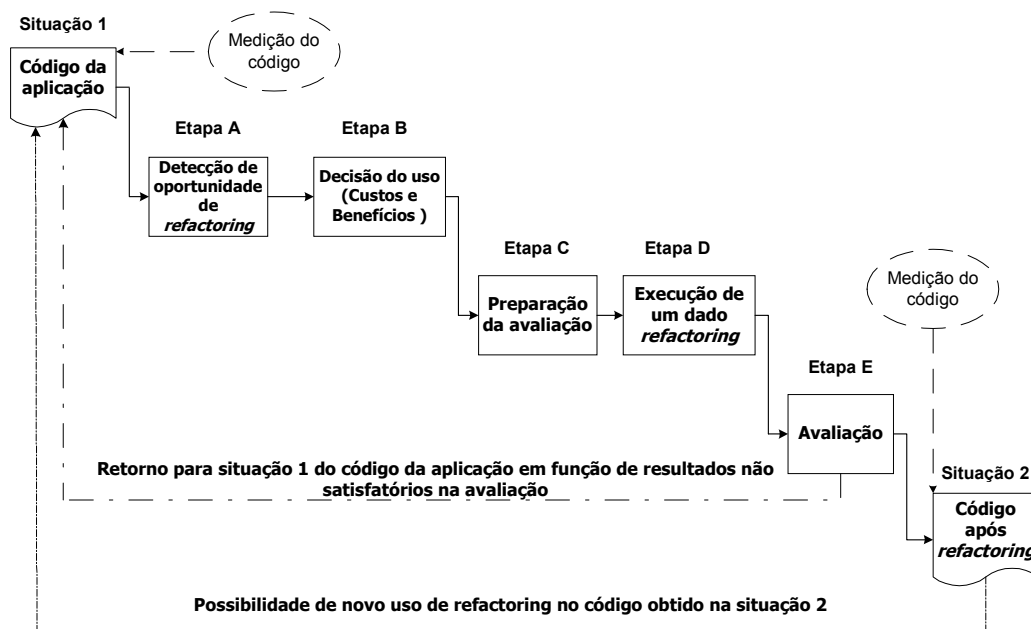 Situação 1
Medição do
código
Código da
aplicação
Etapa A
Etapa B
Detecção de
oportunidade
de
refactoring
Decisão do uso
(Custos e
Benefícios )
Etapa C
Etapa D
Preparação
da avaliação
Execução de
um dado
refactoring
Medição do
código
Etapa E
Avaliação
Retorno para situação 1 do código da aplicação em função de resultados não
satisfatórios na avaliação
Situação 2
Código
após
refactoring
Possibilidade de novo uso de refactoring no código obtido na situação 2